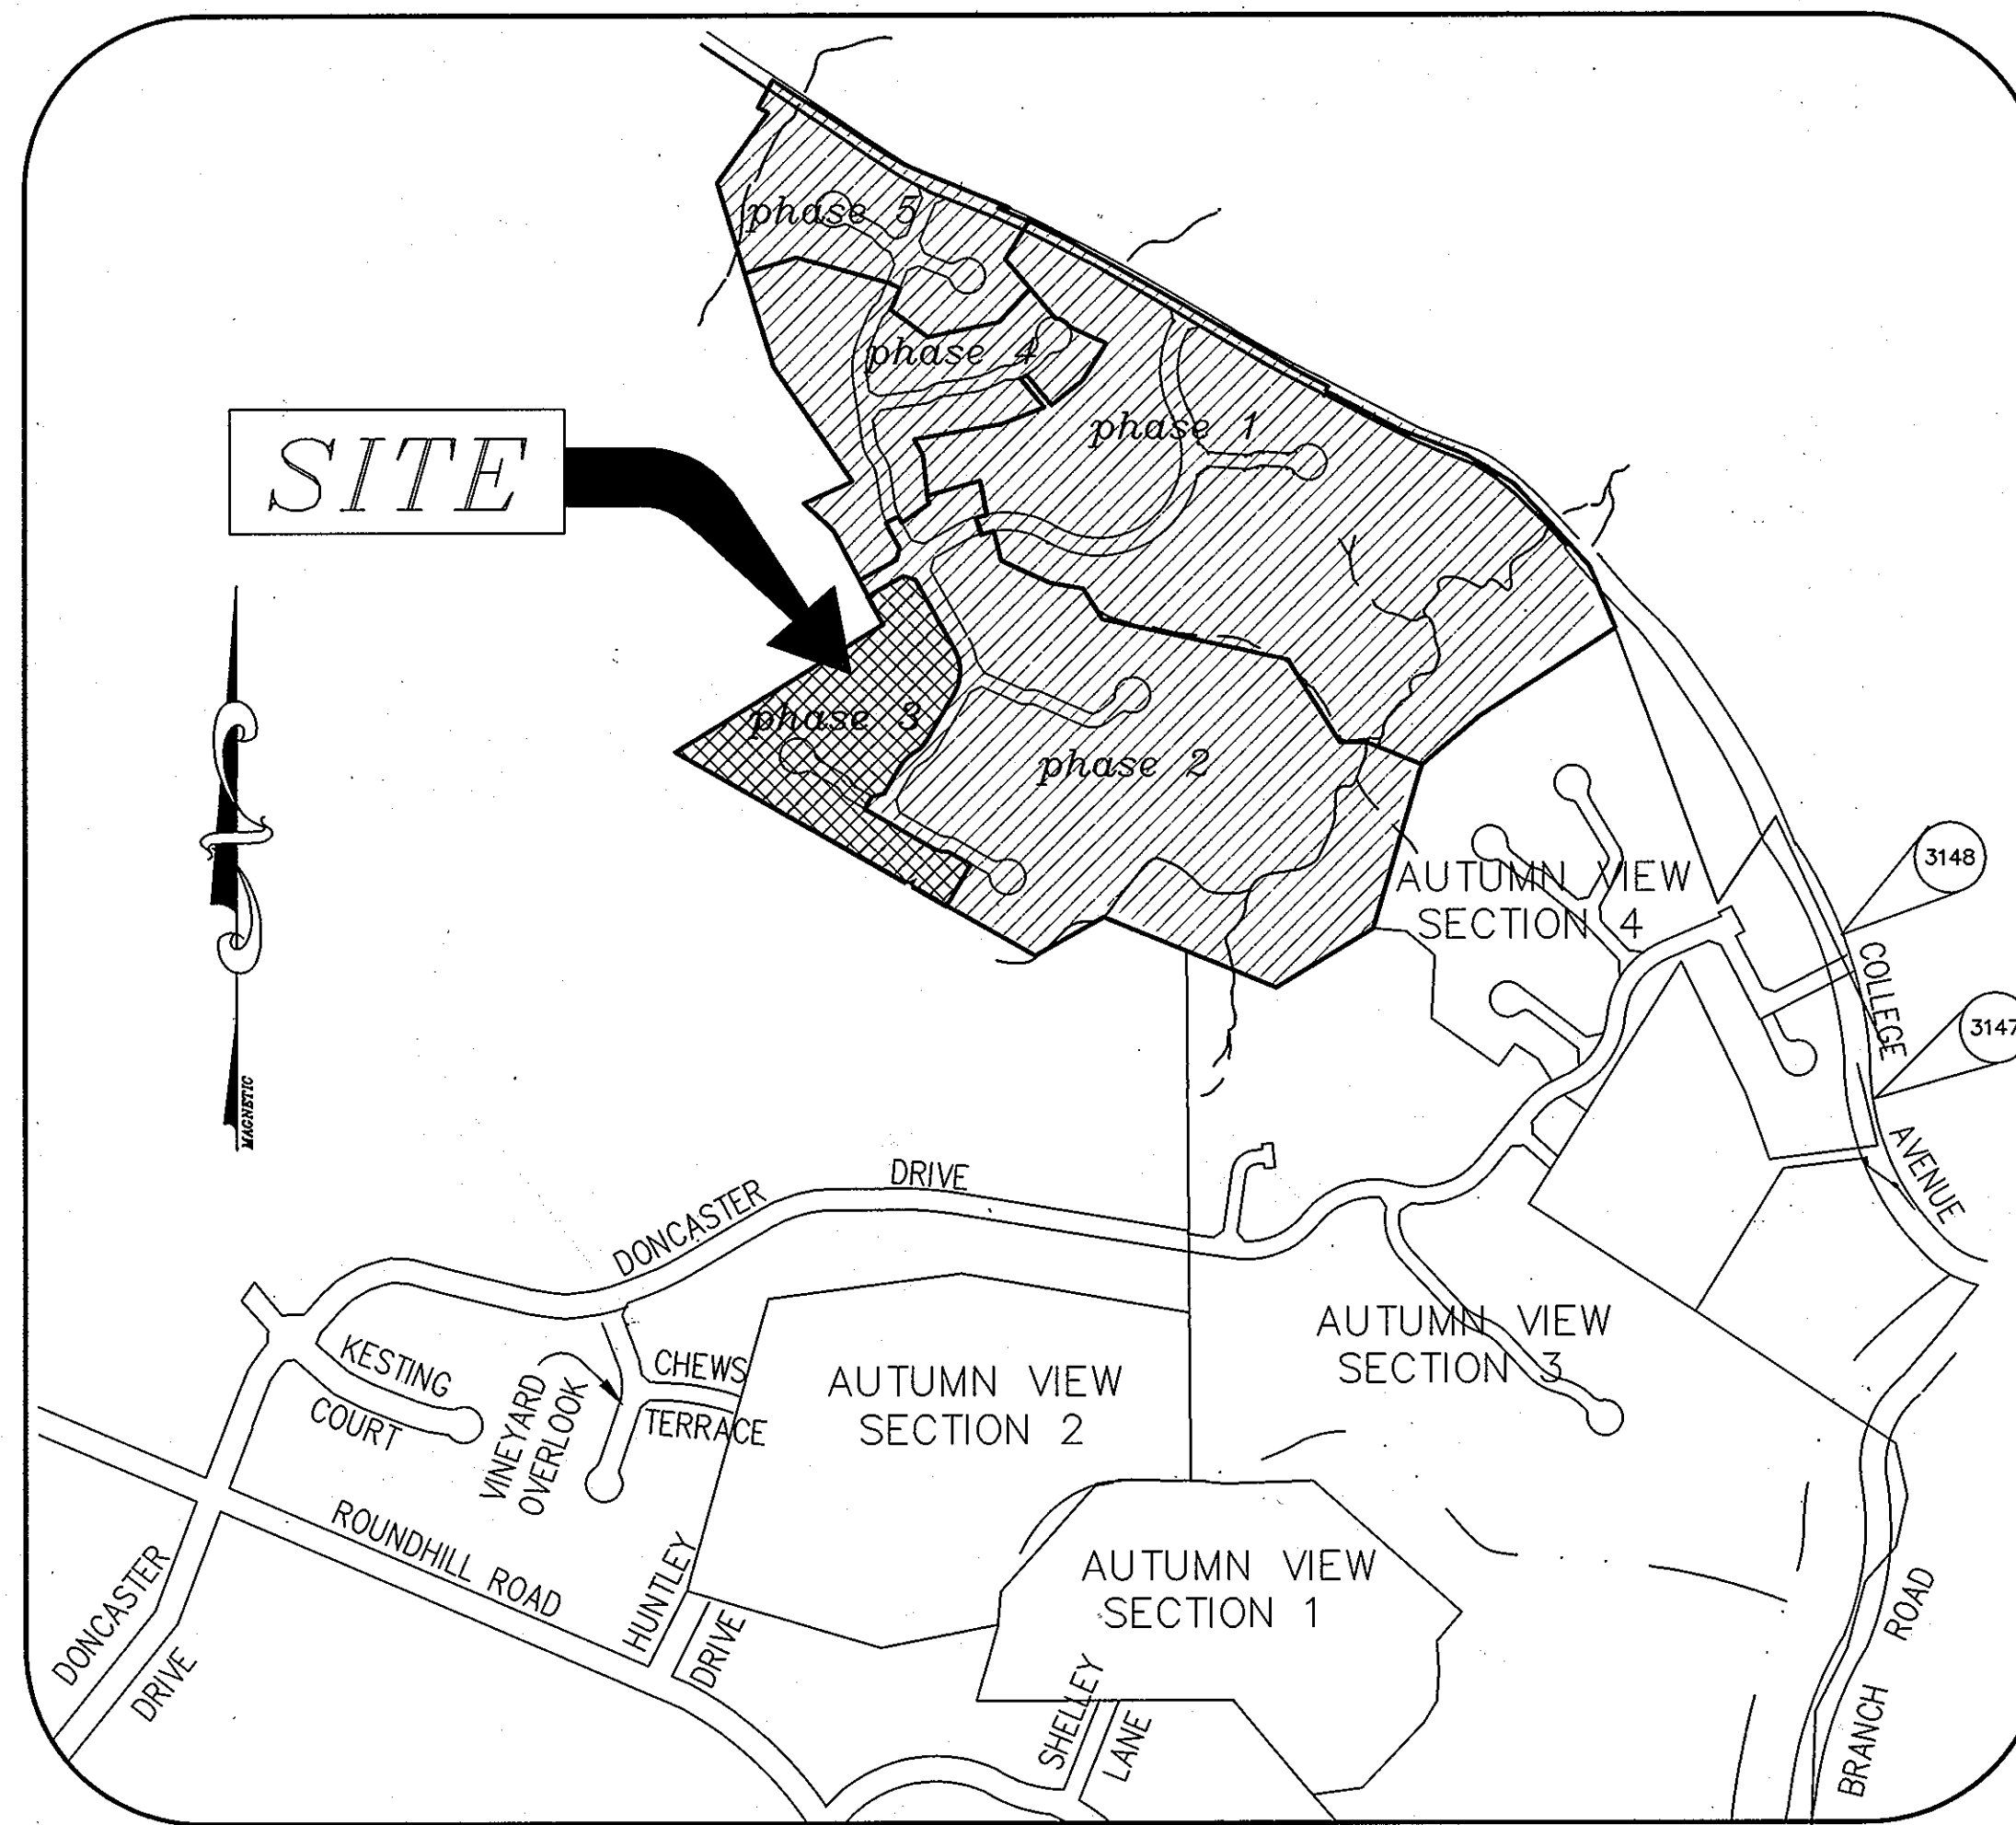 phase 5
phase 4
phase 1
SITE
phase 3
phase 2
MAGNETIC
AUTUMN VIEW
SECTION 4
3148
COLLEGE
AVENUE
3147
DONCASTER
DRIVE
KESTING
COURT
VINEYARD
OVERLOOK
CHEWS
TERRACE
AUTUMN VIEW
SECTION 2
AUTUMN VIEW
SECTION 3
AUTUMN VIEW
SECTION 1
ROUNDHILL ROAD
HUNTLEY
DRIVE
DONCASTER
DRIVE
SHELLEY
LANE
BRANCH ROAD